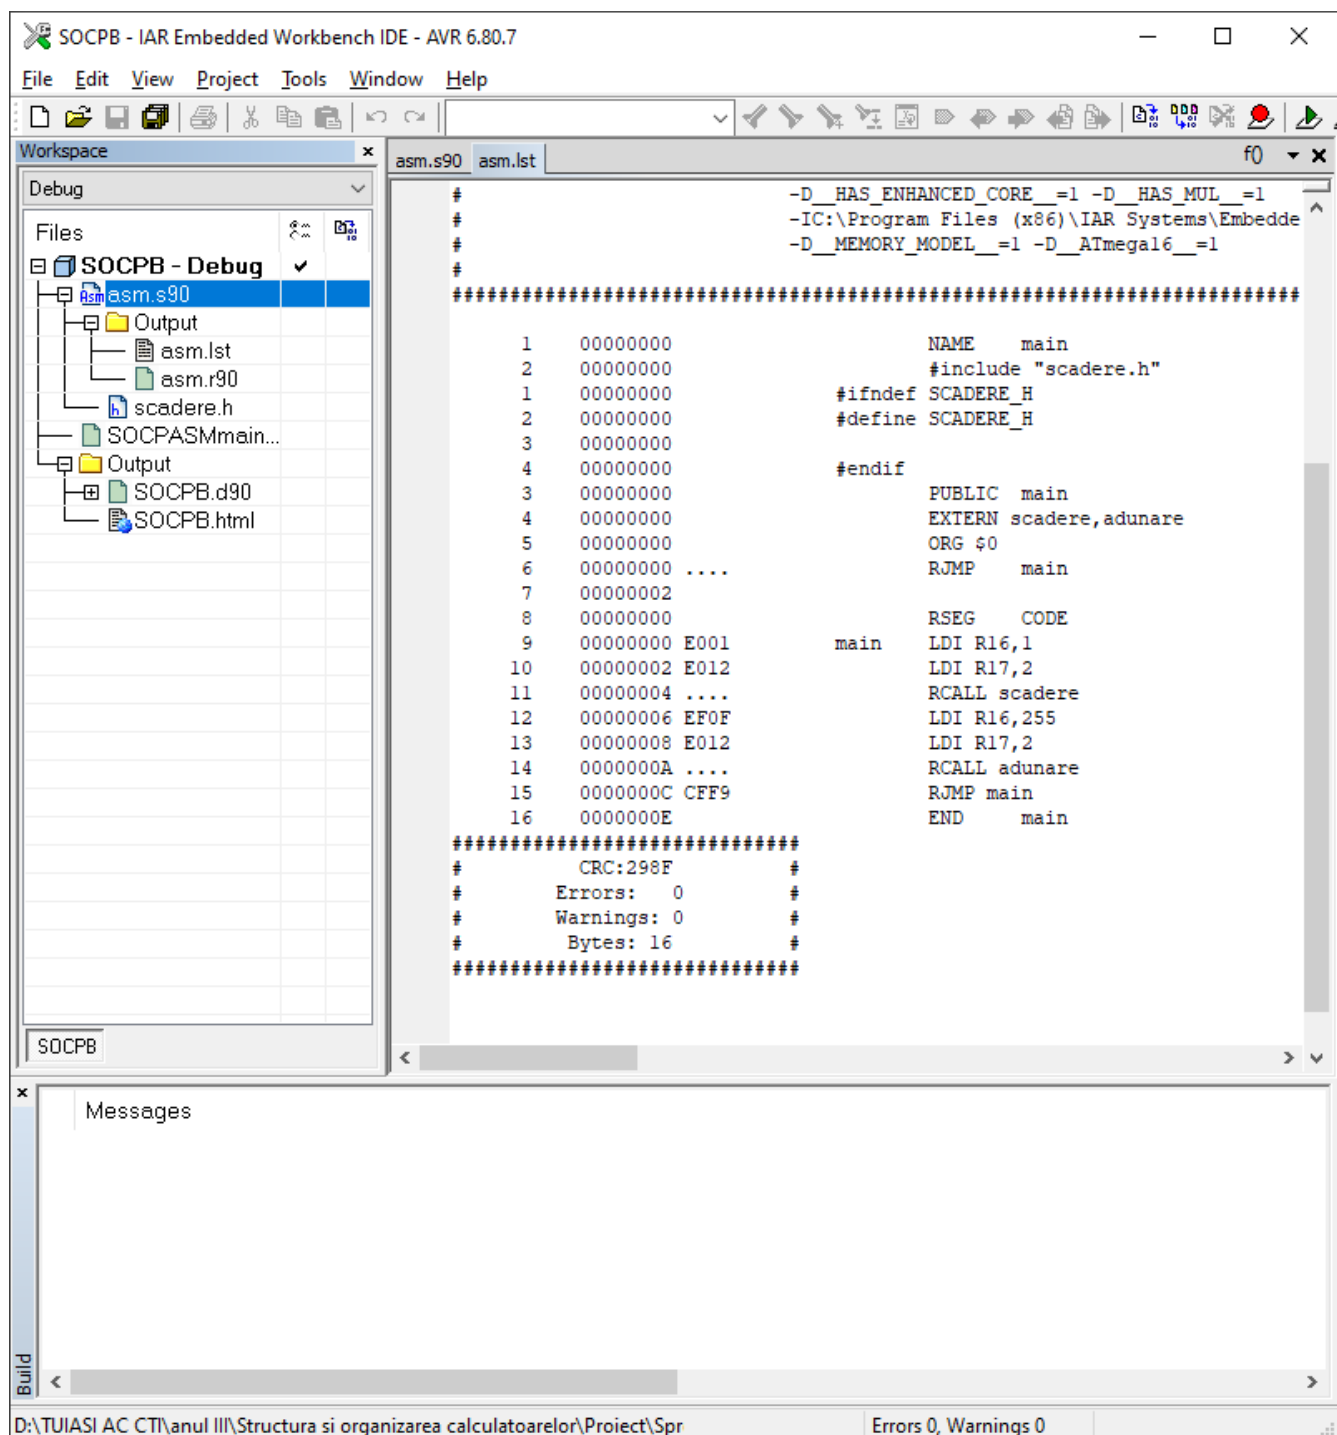 SOCPB - IAR Embedded Workbench IDE - AVR 6.80.7
File Edit View Project Tools Window Help
Workspace
asm.s90 asm.lst
f()
Debug
Files
SOCPB - Debug
asm.s90
Output
asm.lst
asm.r90
scadere.h
SOCPASMmain...
Output
SOCPB.d90
SOCPB.html
SOCPB
# -D__HAS_ENHANCED_CORE__=1 -D__HAS_MUL__=1
# -IC:\Program Files (x86)\IAR Systems\Embedde
# -D__MEMORY_MODEL__=1 -D__ATmega16__=1
#
#########################################################################
1 00000000 NAME main
2 00000000 #include "scadere.h"
1 00000000 #ifndef SCADERE_H
2 00000000 #define SCADERE_H
3 00000000
4 00000000 #endif
3 00000000 PUBLIC main
4 00000000 EXTERN scadere,adunare
5 00000000 ORG $0
6 00000000 .... RJMP main
7 00000002
8 00000000 RSEG CODE
9 00000000 E001 main LDI R16,1
10 00000002 E012 LDI R17,2
11 00000004 .... RCALL scadere
12 00000006 EF0F LDI R16,255
13 00000008 E012 LDI R17,2
14 0000000A .... RCALL adunare
15 0000000C CFF9 RJMP main
16 0000000E END main
##############################
# CRC:298F #
# Errors: 0 #
# Warnings: 0 #
# Bytes: 16 #
##############################
Messages
Build
D:\TUIASI AC CTI\anul III\Structura si organizarea calculatoarelor\Proiect\Spr
Errors 0, Warnings 0